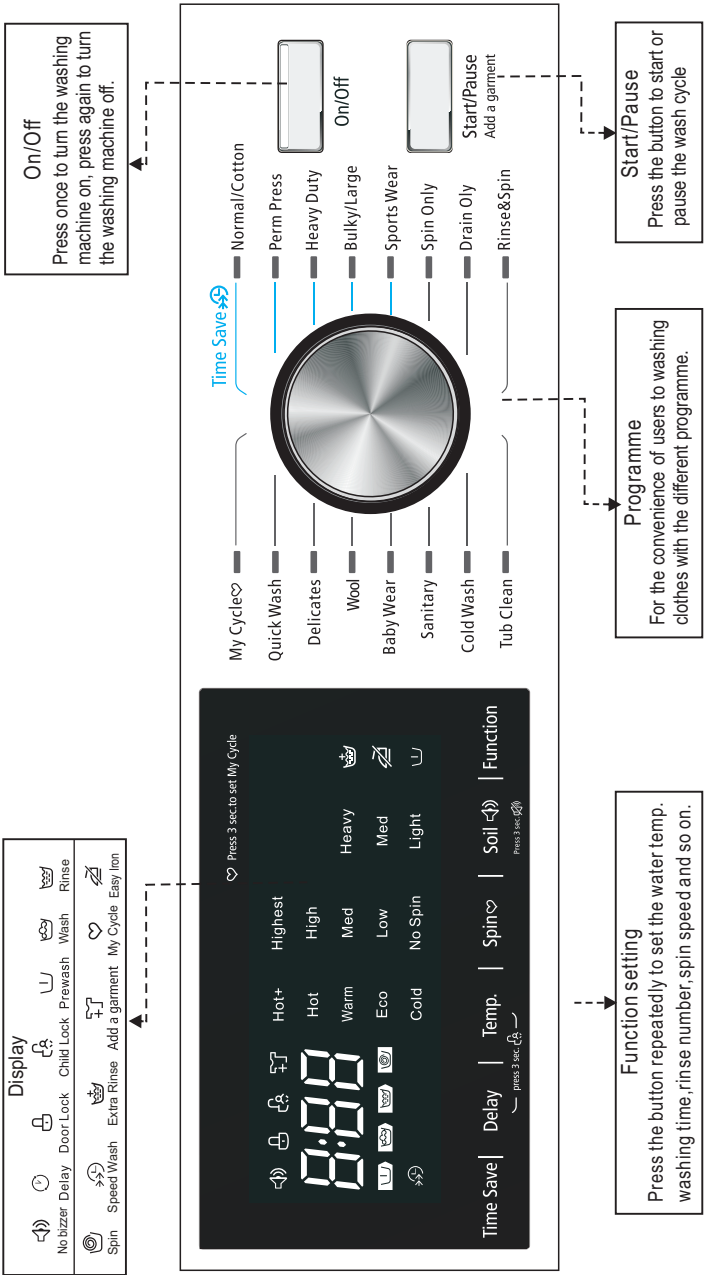 Display
No bizzer
Delay
Door Lock
Child Lock
Prewash
Wash
Rinse
Spin
Speed Wash
Extra Rinse
Add a garment
My Cycle
Easy Iron
On/Off
Press once to turn the washing
machine on, press again to turn
the washing machine off.
♡ Press 3 sec.to set My Cycle
8:88
Hot+
Hot
Warm
Eco
Cold
Highest
High
Med
Low
No Spin
Heavy
Med
Light
Time Save | Delay | Temp. | Spin♡ | Soil | Function
press 3 sec.
Press 3 sec.
My Cycle♡
Quick Wash
Delicates
Wool
Baby Wear
Sanitary
Cold Wash
Tub Clean
Time Save
Normal/Cotton
Perm Press
Heavy Duty
Bulky/Large
Sports Wear
Spin Only
Drain Oly
Rinse&Spin
On/Off
Start/Pause
Add a garment
Function setting
Press the button repeatedly to set the water temp.
washing time,rinse number,spin speed and so on.
Programme
For the convenience of users to washing
clothes with the different programme.
Start/Pause
Press the button to start or
pause the wash cycle